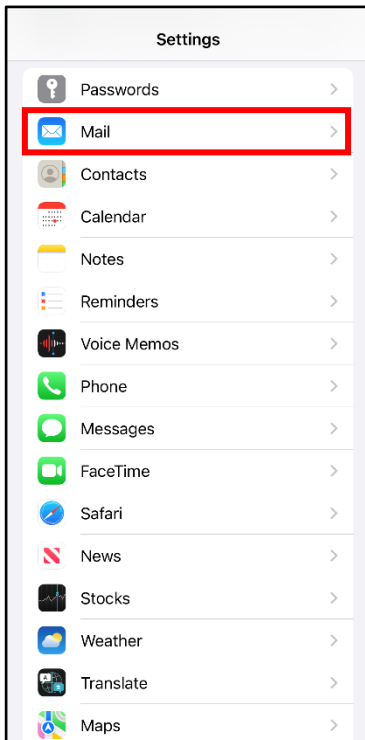 Settings
Passwords
Mail
Contacts
Calendar
Notes
Reminders
Voice Memos
Phone
Messages
FaceTime
Safari
News
Stocks
Weather
Translate
Maps